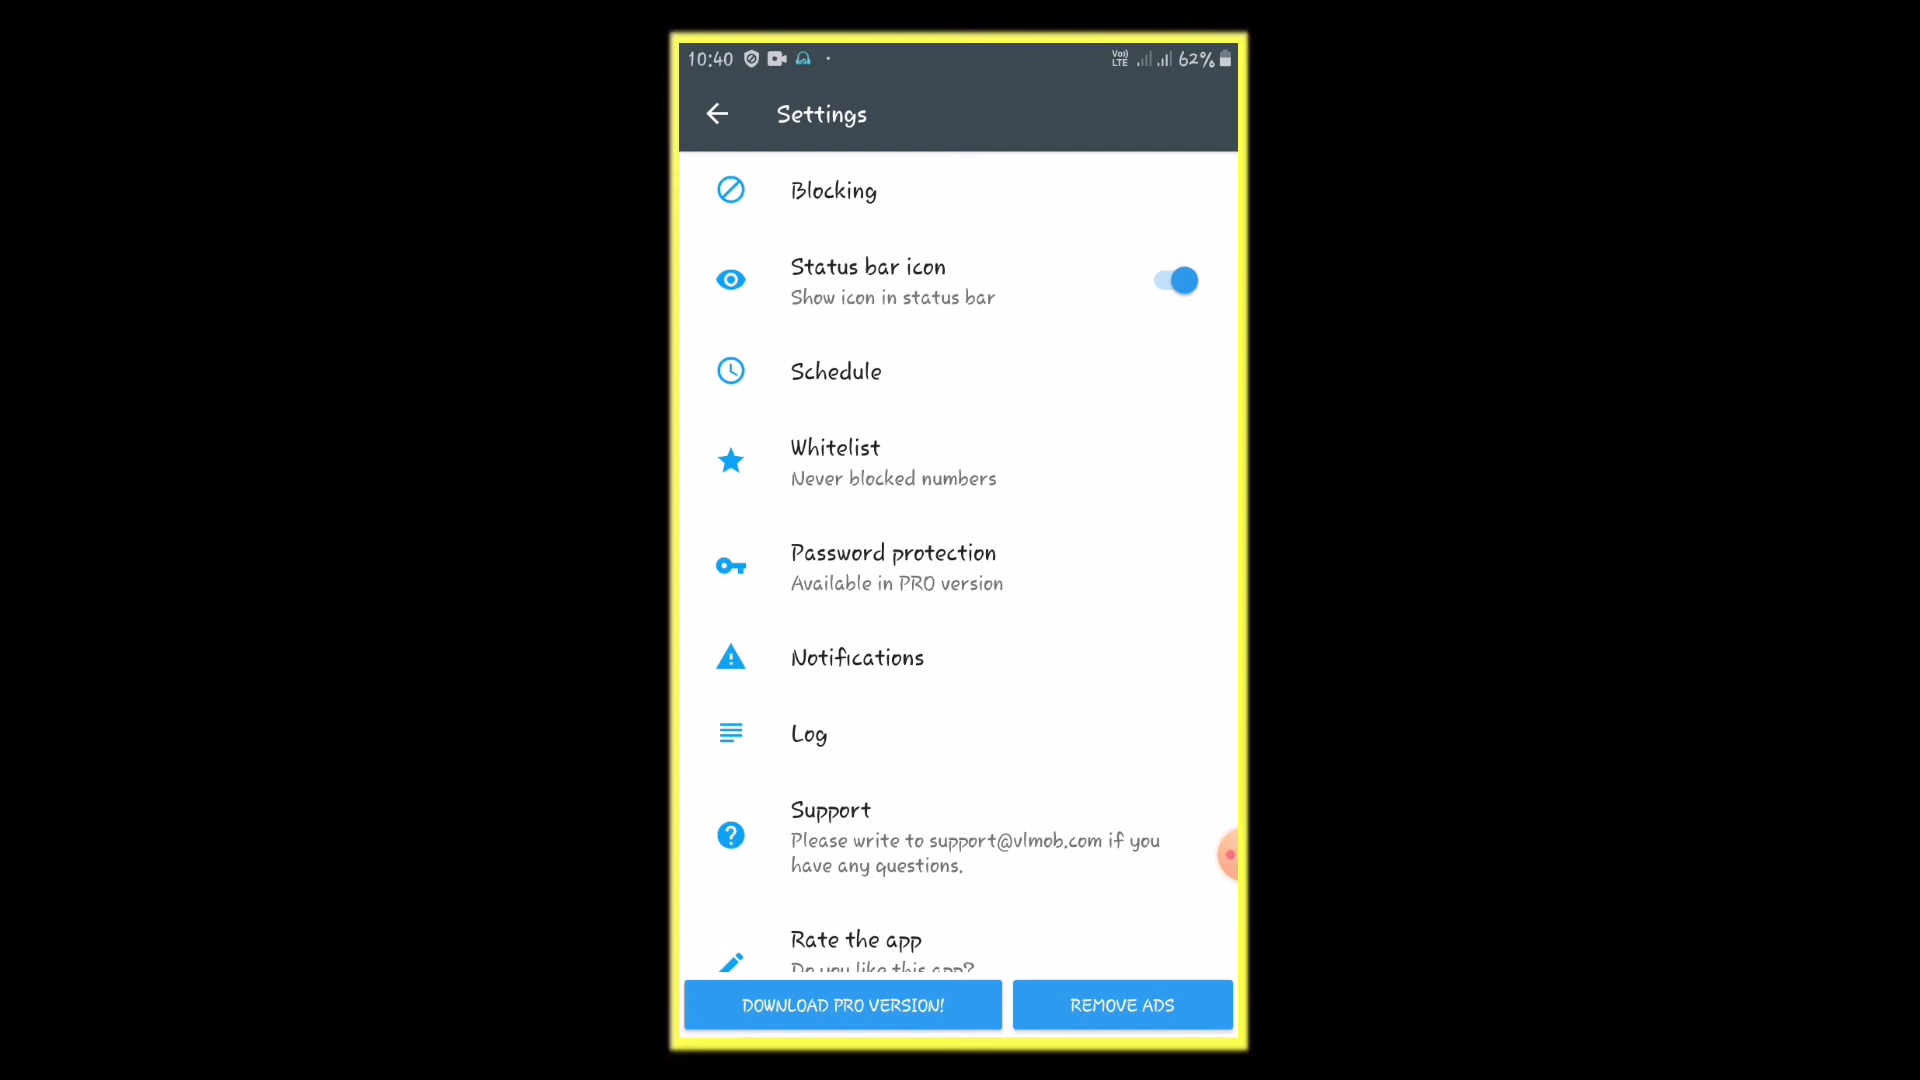 10:40
Vo)) LTE 62%
Settings
Blocking
Status bar icon
Show icon in status bar
Schedule
Whitelist
Never blocked numbers
Password protection
Available in PRO version
Notifications
Log
Support
Please write to support@vlmob.com if you
have any questions.
Rate the app
Do you like this app?
DOWNLOAD PRO VERSION!
REMOVE ADS